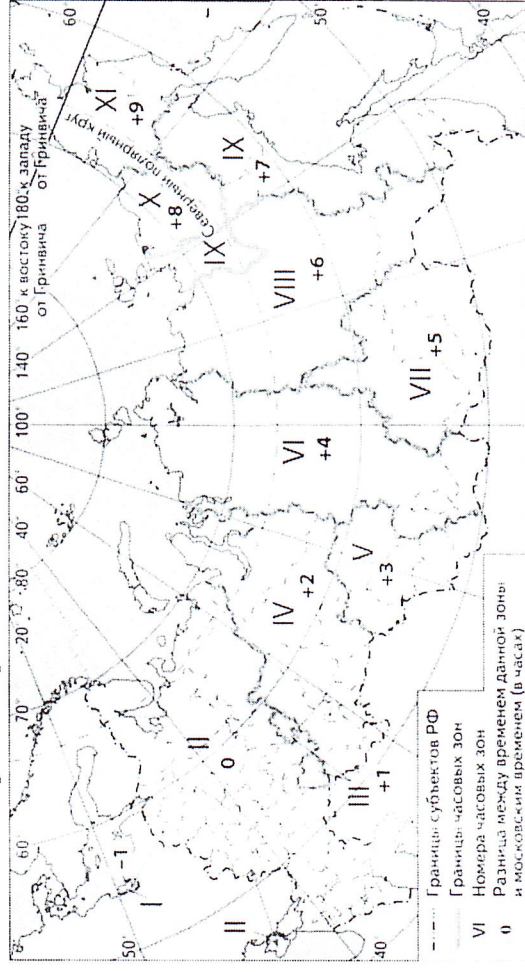 160° к востоку 180° к западу
от Гринвича от Гринвича
60 70° 20° 80 40° 60° 100° 140° 60
Северный полярный круг
XI
+9
X
+8
IX
IX
+7
50°
-1
I
II
0
IV
+2
VI
+4
VIII
+6
50
II
III
+1
V
+3
VII
+5
40
40
Границы субъектов РФ
Границы часовых зон
VI Номера часовых зон
0 Разница между временем данной зоны
и московским временем (в часах)